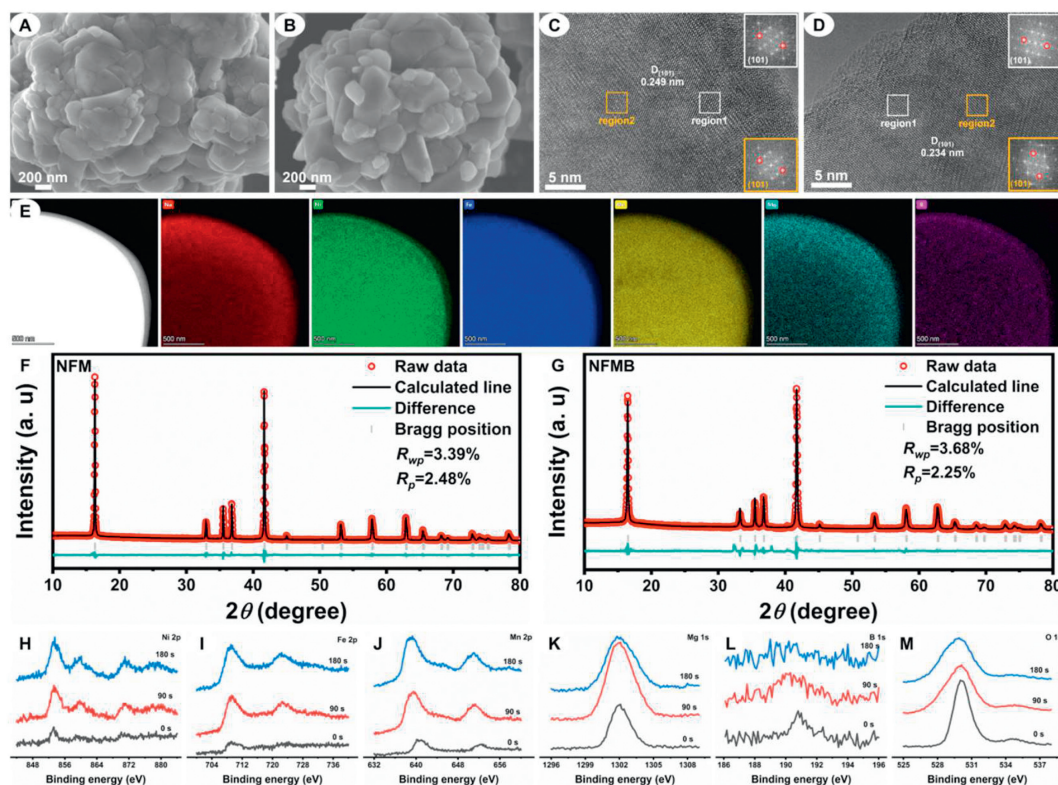 A
200 nm
B
200 nm
C
D(101)
0.249 nm
region2
region1
5 nm
(101)
(101)
D
region1
region2
D(101)
0.234 nm
5 nm
(101)
(101)
E
500 nm
Na
500 nm
Ni
500 nm
Fe
500 nm
500 nm
Mg
500 nm
B
500 nm
F
NFM
Raw data
Calculated line
Difference
Bragg position
Rwp=3.39%
Rp=2.48%
Intensity (a. u)
10 20 30 40 50 60 70 80
2θ (degree)
G
NFMB
Raw data
Calculated line
Difference
Bragg position
Rwp=3.68%
Rp=2.25%
Intensity (a. u)
10 20 30 40 50 60 70 80
2θ (degree)
H
Ni 2p
180 s
90 s
0 s
848 856 864 872 880
Binding energy (eV)
I
Fe 2p
180 s
90 s
0 s
704 712 720 728 736
Binding energy (eV)
J
Mn 2p
180 s
90 s
0 s
632 640 648 656
Binding energy (eV)
K
Mg 1s
180 s
90 s
0 s
1296 1299 1302 1305 1308
Binding energy (eV)
L
B 1s
180 s
90 s
0 s
186 188 190 192 194 196
Binding energy (eV)
M
O 1
180 s
90 s
0 s
525 528 531 534 537
Binding energy (eV)